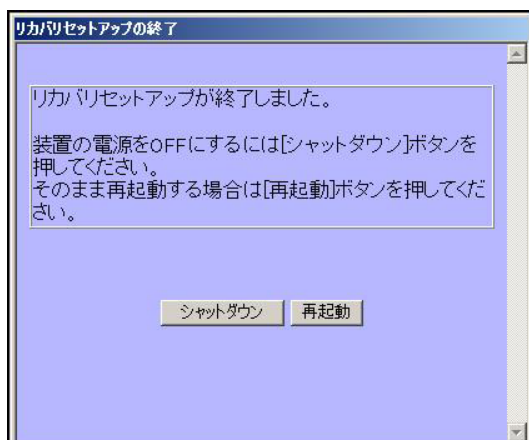 リカバリセットアップの終了
リカバリセットアップが終了しました。
装置の電源をOFFにするには[シャットダウン]ボタンを
押してください。
そのまま再起動する場合は[再起動]ボタンを押してくだ
さい。
シャットダウン 再起動